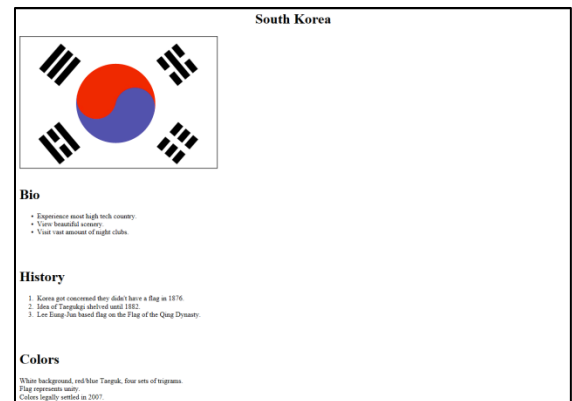 South Korea
Bio
• Experience most high tech country.
• View beautiful scenery.
• Visit vast amount of night clubs.
History
1. Korea got concerned they didn't have a flag in 1876.
2. Idea of Taegukgi shelved until 1882.
3. Lee Eung-Jun based flag on the Flag of the Qing Dynasty.
Colors
White background, red/blue Taeguk, four sets of trigrams.
Flag represents unity.
Colors legally settled in 2007.